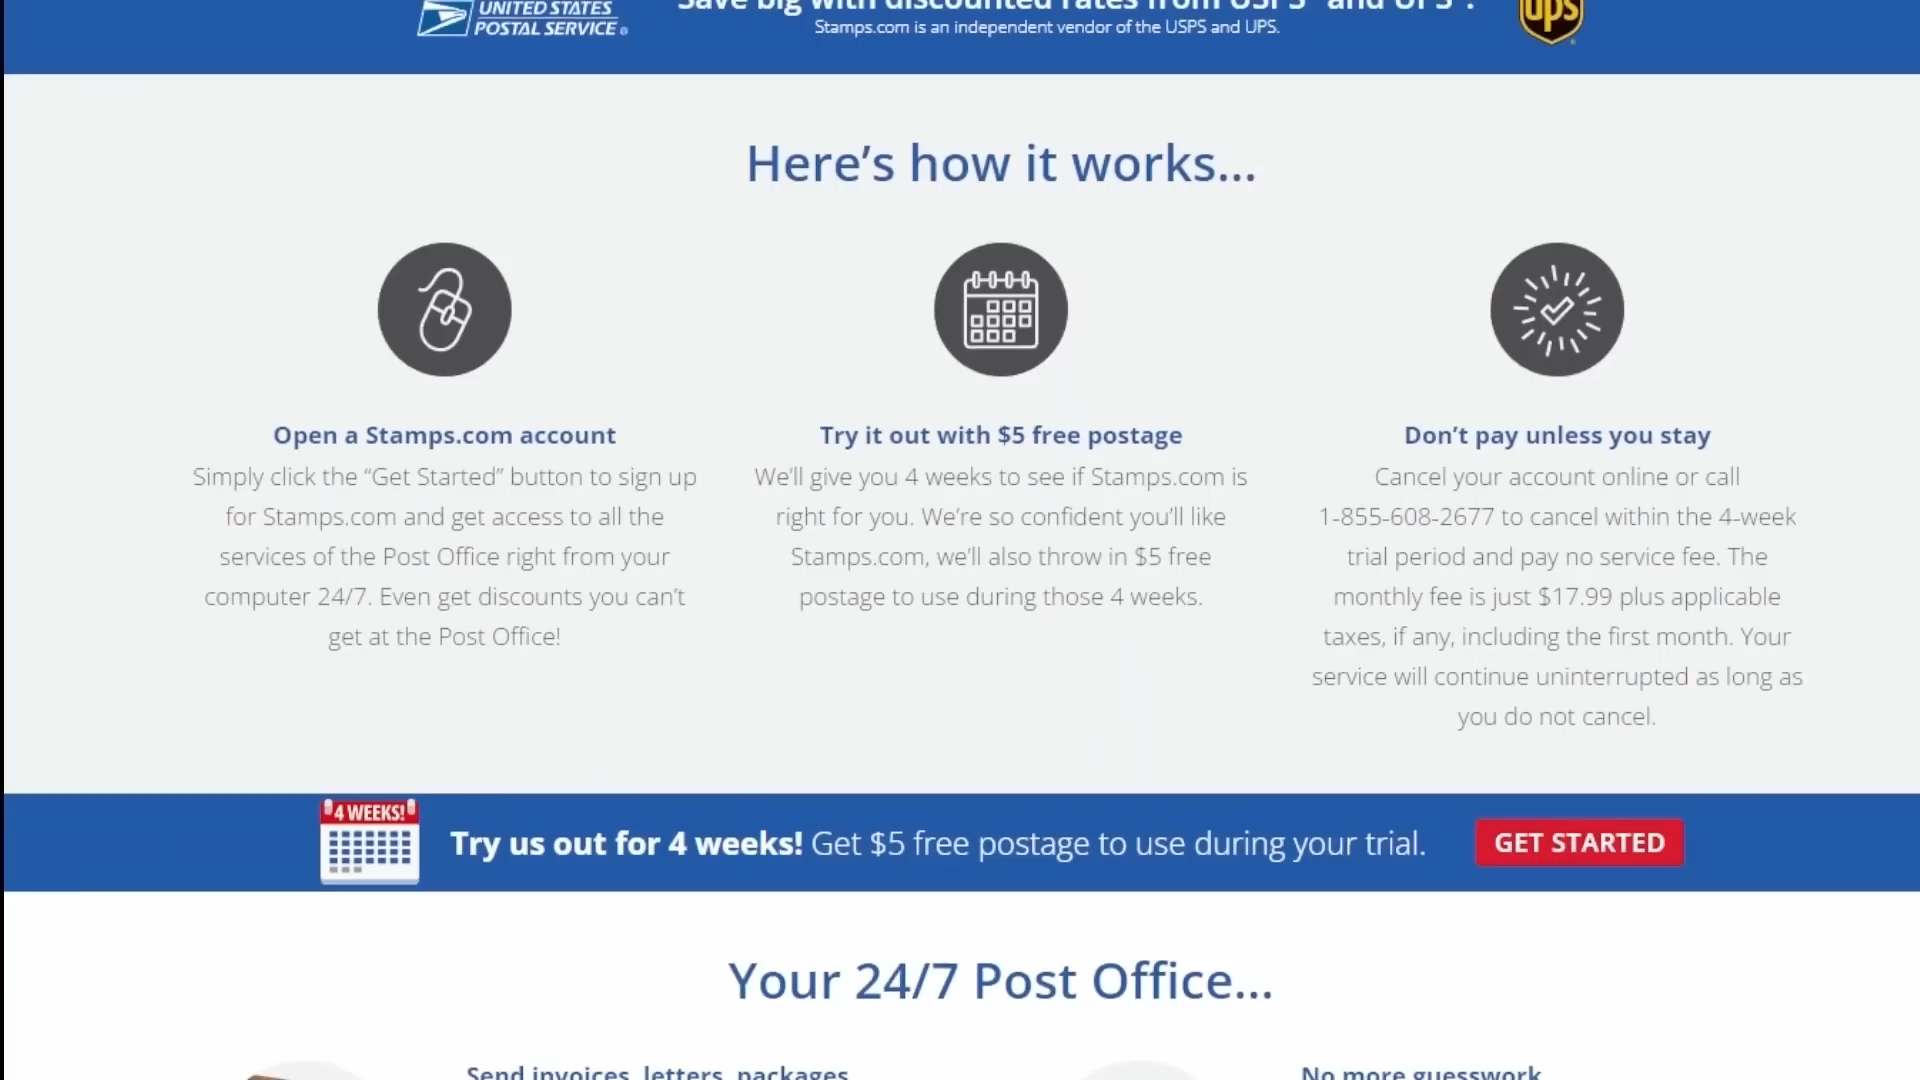 UNITED STATES
POSTAL SERVICE®
Save big with discounted rates from USPS® and UPS®.
Stamps.com is an independent vendor of the USPS and UPS.
ups
Here’s how it works...
Open a Stamps.com account
Simply click the “Get Started” button to sign up
for Stamps.com and get access to all the
services of the Post Office right from your
computer 24/7. Even get discounts you can’t
get at the Post Office!
Try it out with $5 free postage
We’ll give you 4 weeks to see if Stamps.com is
right for you. We’re so confident you’ll like
Stamps.com, we’ll also throw in $5 free
postage to use during those 4 weeks.
Don’t pay unless you stay
Cancel your account online or call
1-855-608-2677 to cancel within the 4-week
trial period and pay no service fee. The
monthly fee is just $17.99 plus applicable
taxes, if any, including the first month. Your
service will continue uninterrupted as long as
you do not cancel.
4 WEEKS!
Try us out for 4 weeks! Get $5 free postage to use during your trial.
GET STARTED
Your 24/7 Post Office...
Send invoices, letters, packages
No more guesswork